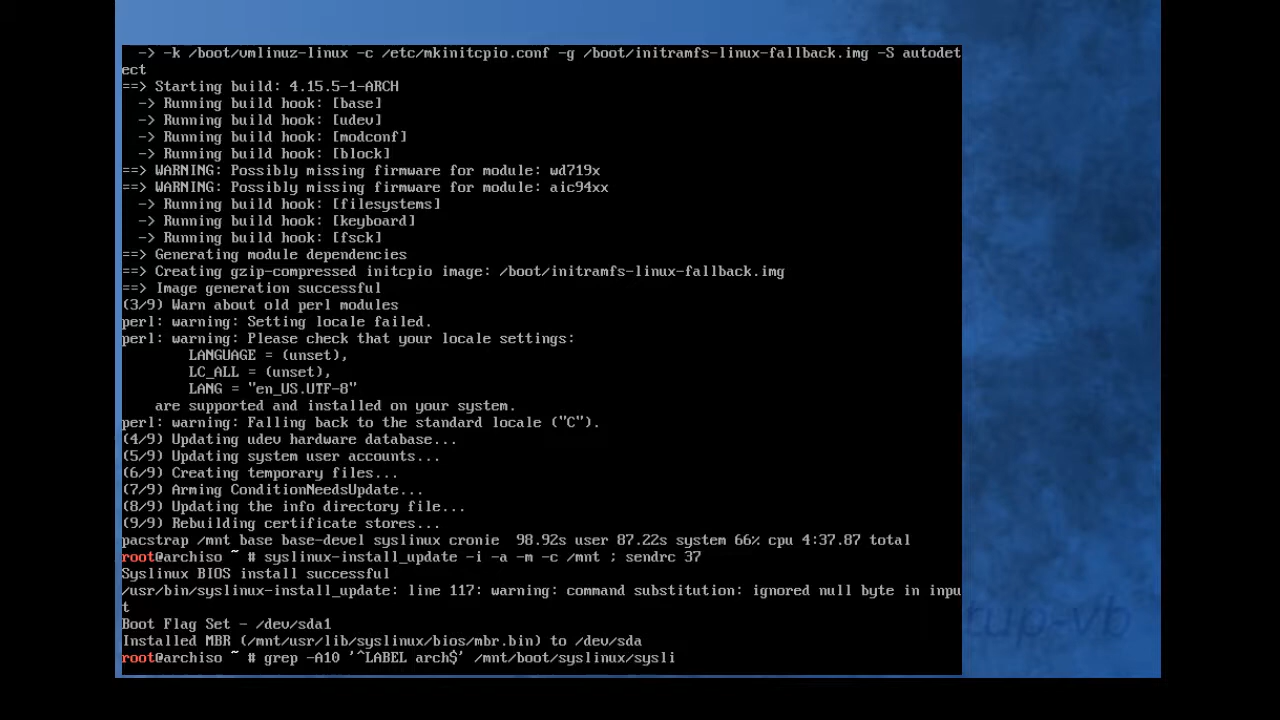 -> -k /boot/vmlinuz-linux -c /etc/mkinitcpio.conf -g /boot/initramfs-linux-fallback.img -S autodet
ect
==> Starting build: 4.15.5-1-ARCH
-> Running build hook: [base]
-> Running build hook: [udev]
-> Running build hook: [modconf]
-> Running build hook: [block]
==> WARNING: Possibly missing firmware for module: wd719x
==> WARNING: Possibly missing firmware for module: aic94xx
-> Running build hook: [filesystems]
-> Running build hook: [keyboard]
-> Running build hook: [fsck]
==> Generating module dependencies
==> Creating gzip-compressed initcpio image: /boot/initramfs-linux-fallback.img
==> Image generation successful
(3/9) Warn about old perl modules
perl: warning: Setting locale failed.
perl: warning: Please check that your locale settings:
LANGUAGE = (unset),
LC_ALL = (unset),
LANG = "en_US.UTF-8"
are supported and installed on your system.
perl: warning: Falling back to the standard locale ("C").
(4/9) Updating udev hardware database...
(5/9) Updating system user accounts...
(6/9) Creating temporary files...
(7/9) Arming ConditionNeedsUpdate...
(8/9) Updating the info directory file...
(9/9) Rebuilding certificate stores...
pacstrap /mnt base base-devel syslinux cronie  98.92s user 87.22s system 66% cpu 4:37.87 total
root@archiso ~ # syslinux-install_update -i -a -m -c /mnt ; sendrc 37
Syslinux BIOS install successful
/usr/bin/syslinux-install_update: line 117: warning: command substitution: ignored null byte in inpu
t
Boot Flag Set - /dev/sda1
Installed MBR (/mnt/usr/lib/syslinux/bios/mbr.bin) to /dev/sda
root@archiso ~ # grep -A10 '^LABEL arch$' /mnt/boot/syslinux/sysli
tup-vb